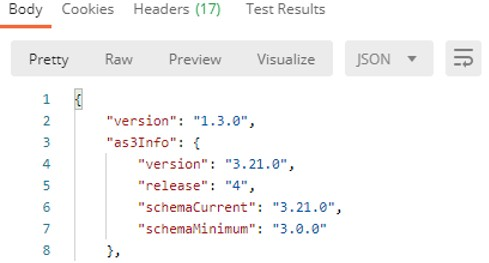 Body Cookies Headers (17) Test Results
Pretty Raw Preview Visualize JSON
1 {
2 "version": "1.3.0",
3 "as3Info": {
4 "version": "3.21.0",
5 "release": "4",
6 "schemaCurrent": "3.21.0",
7 "schemaMinimum": "3.0.0"
8 },